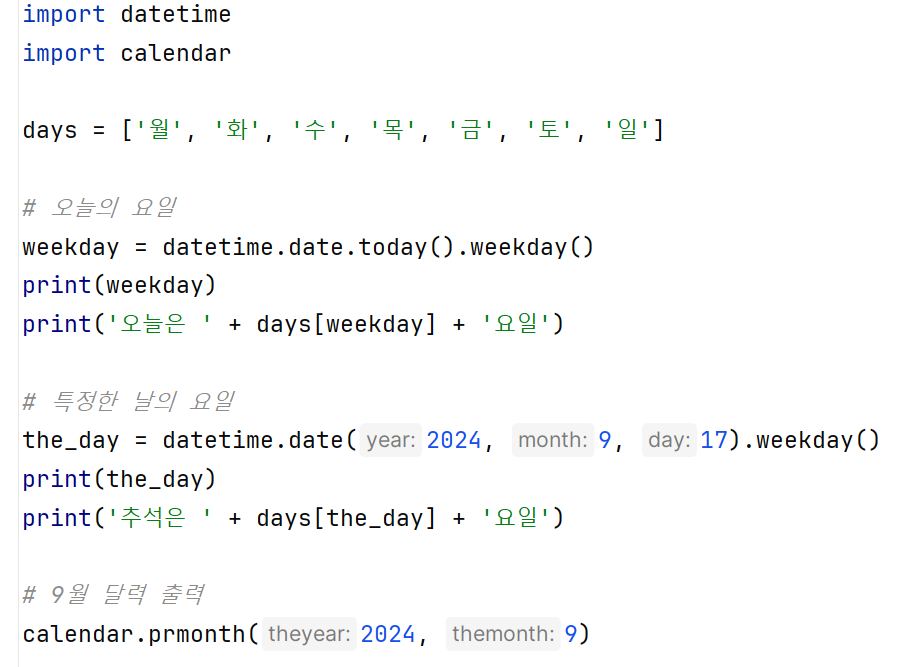 import datetime
import calendar
days = ['월', '화', '수', '목', '금', '토', '일']
# 오늘의 요일
weekday = datetime.date.today().weekday()
print(weekday)
print('오늘은 ' + days[weekday] + '요일')
# 특정한 날의 요일
the_day = datetime.date( year: 2024, month: 9, day: 17).weekday()
print(the_day)
print('추석은 ' + days[the_day] + '요일')
# 9월 달력 출력
calendar.prmonth( theyear: 2024, themonth: 9)